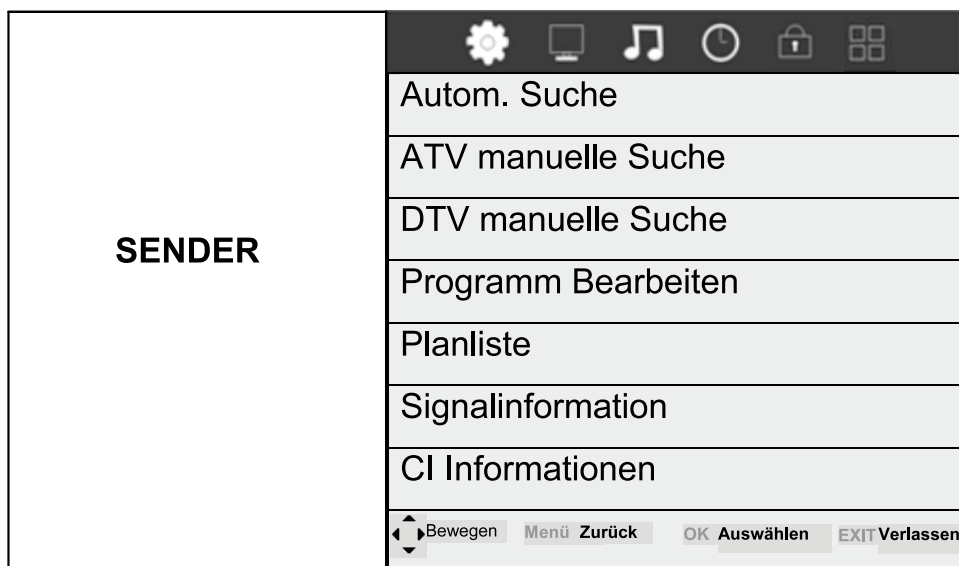 SENDER
Autom. Suche
ATV manuelle Suche
DTV manuelle Suche
Programm Bearbeiten
Planliste
Signalinformation
CI Informationen
Bewegen Menü Zurück OK Auswählen EXIT Verlassen